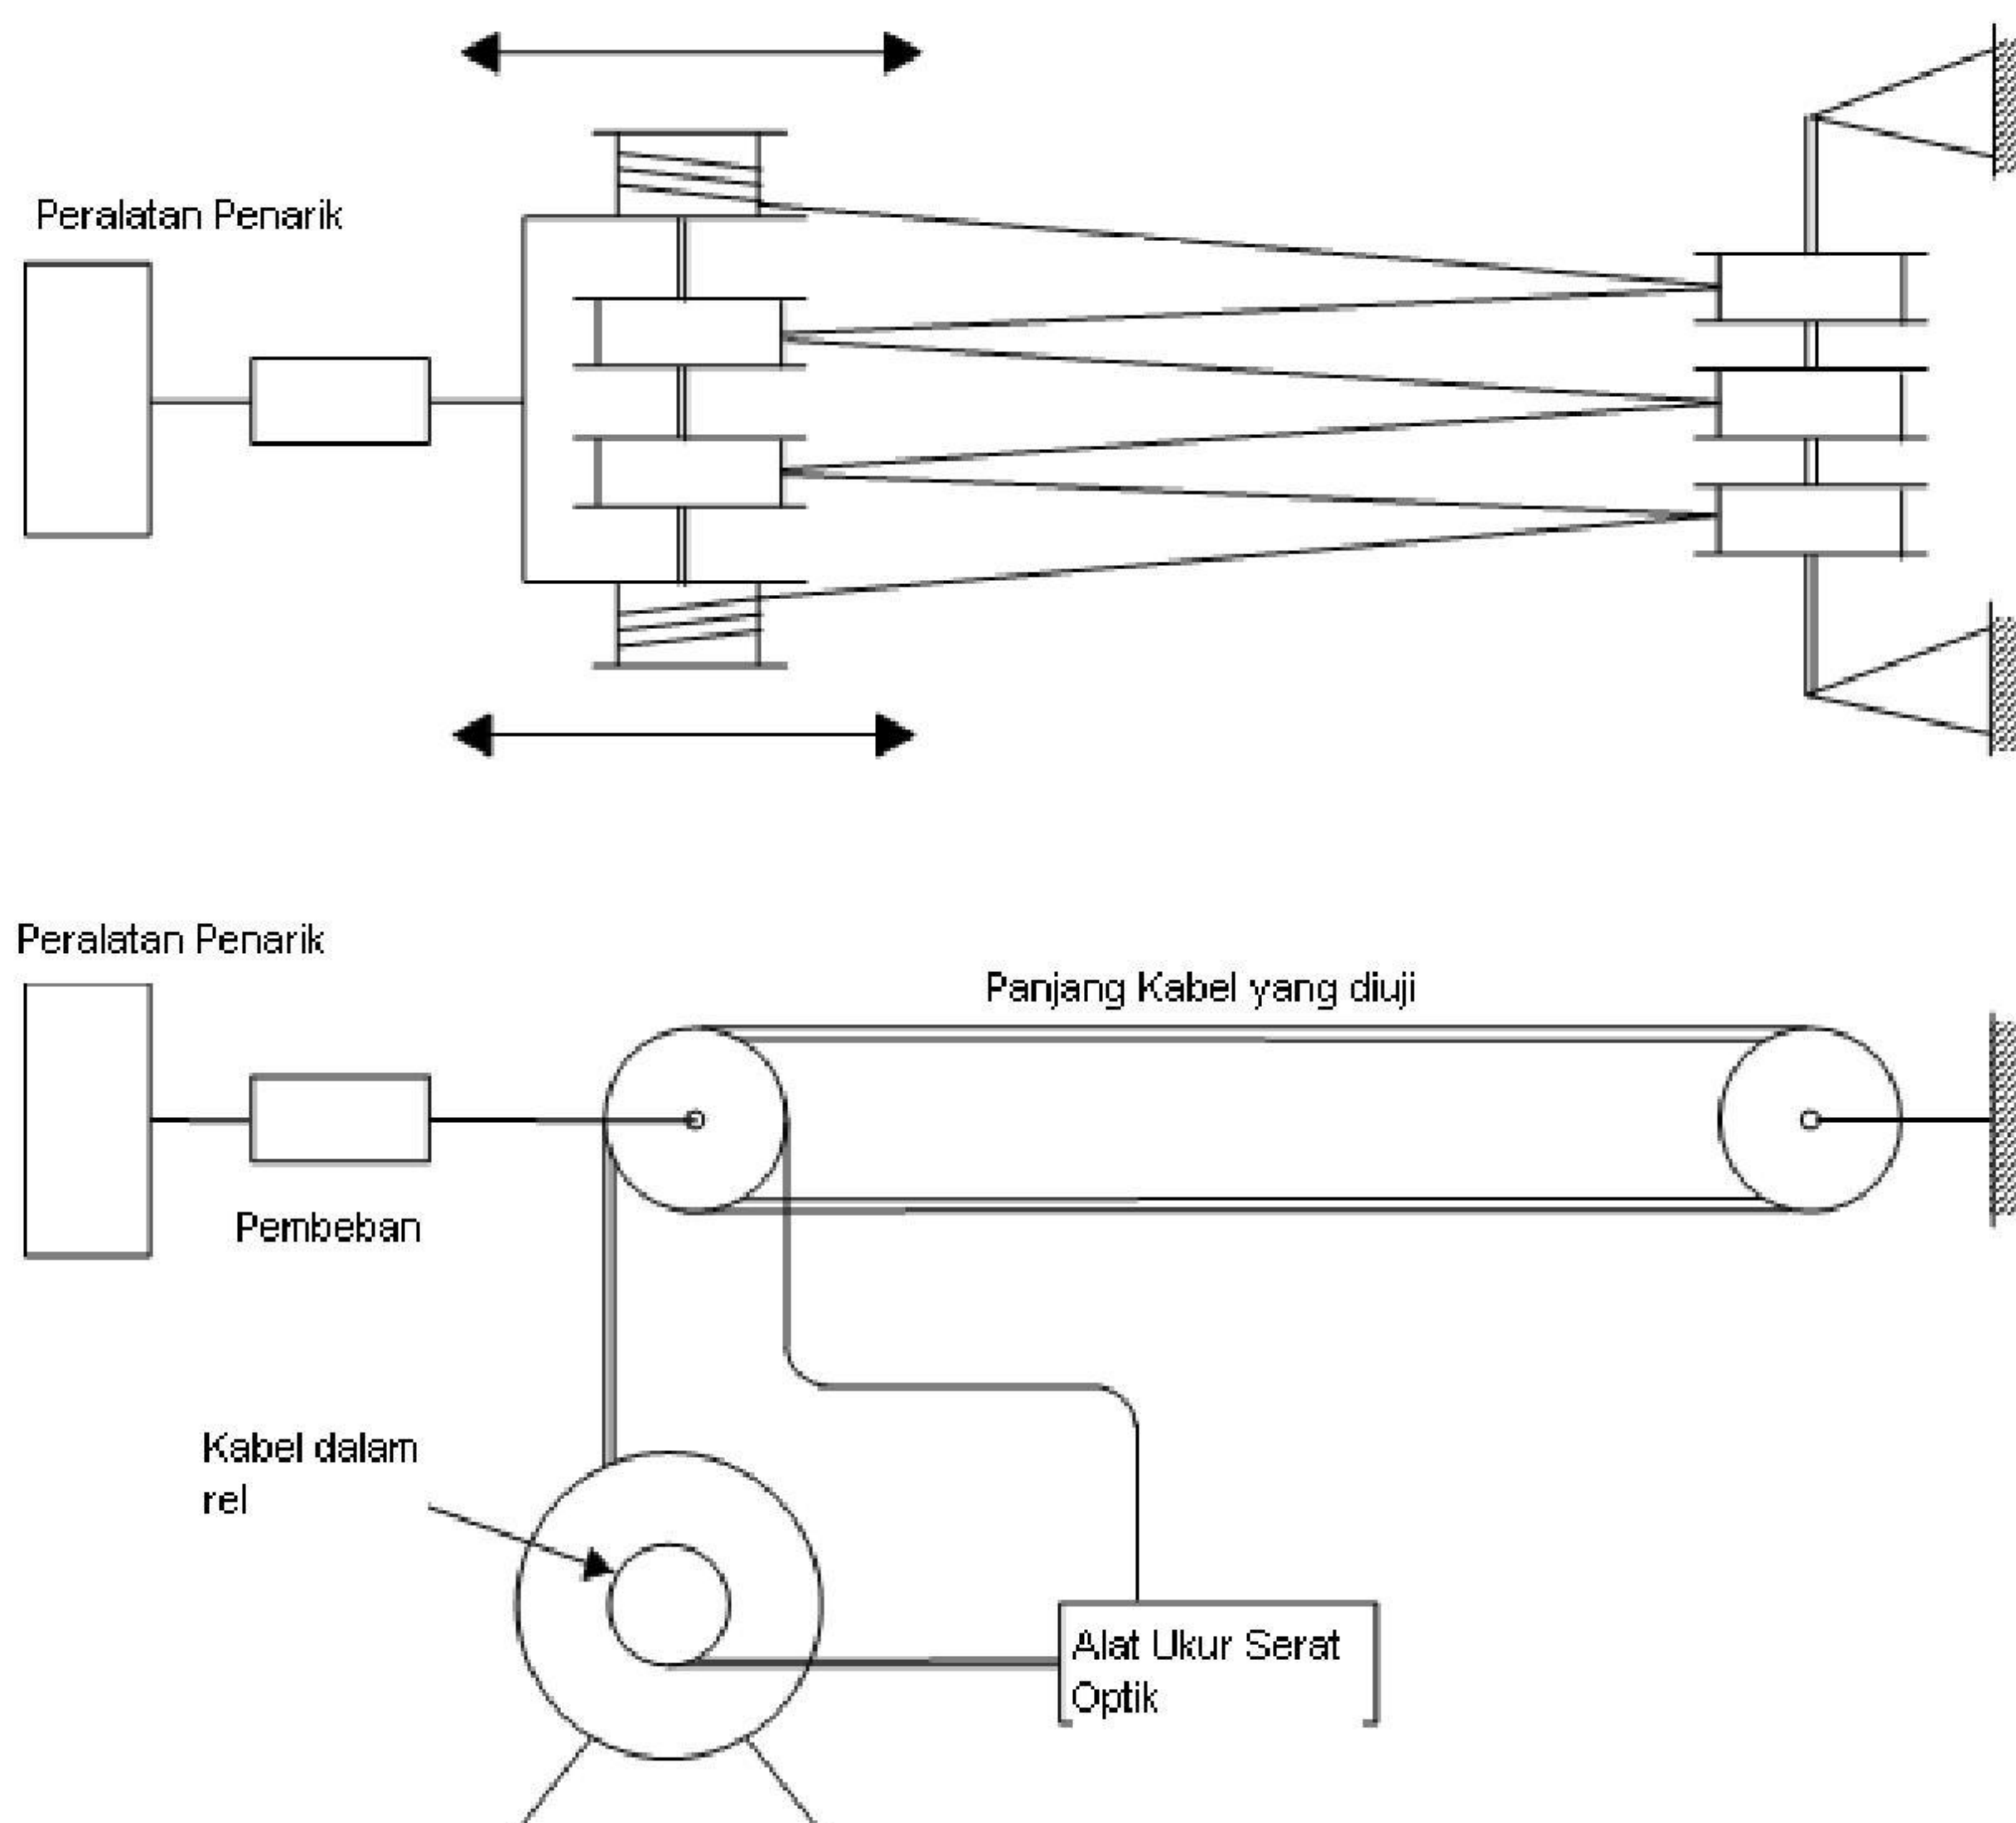 Peralatan Penarik
Peralatan Penarik
Panjang Kabel yang diuji
Pembeban
Kabel dalam
rel
Alat Ukur Serat
Optik